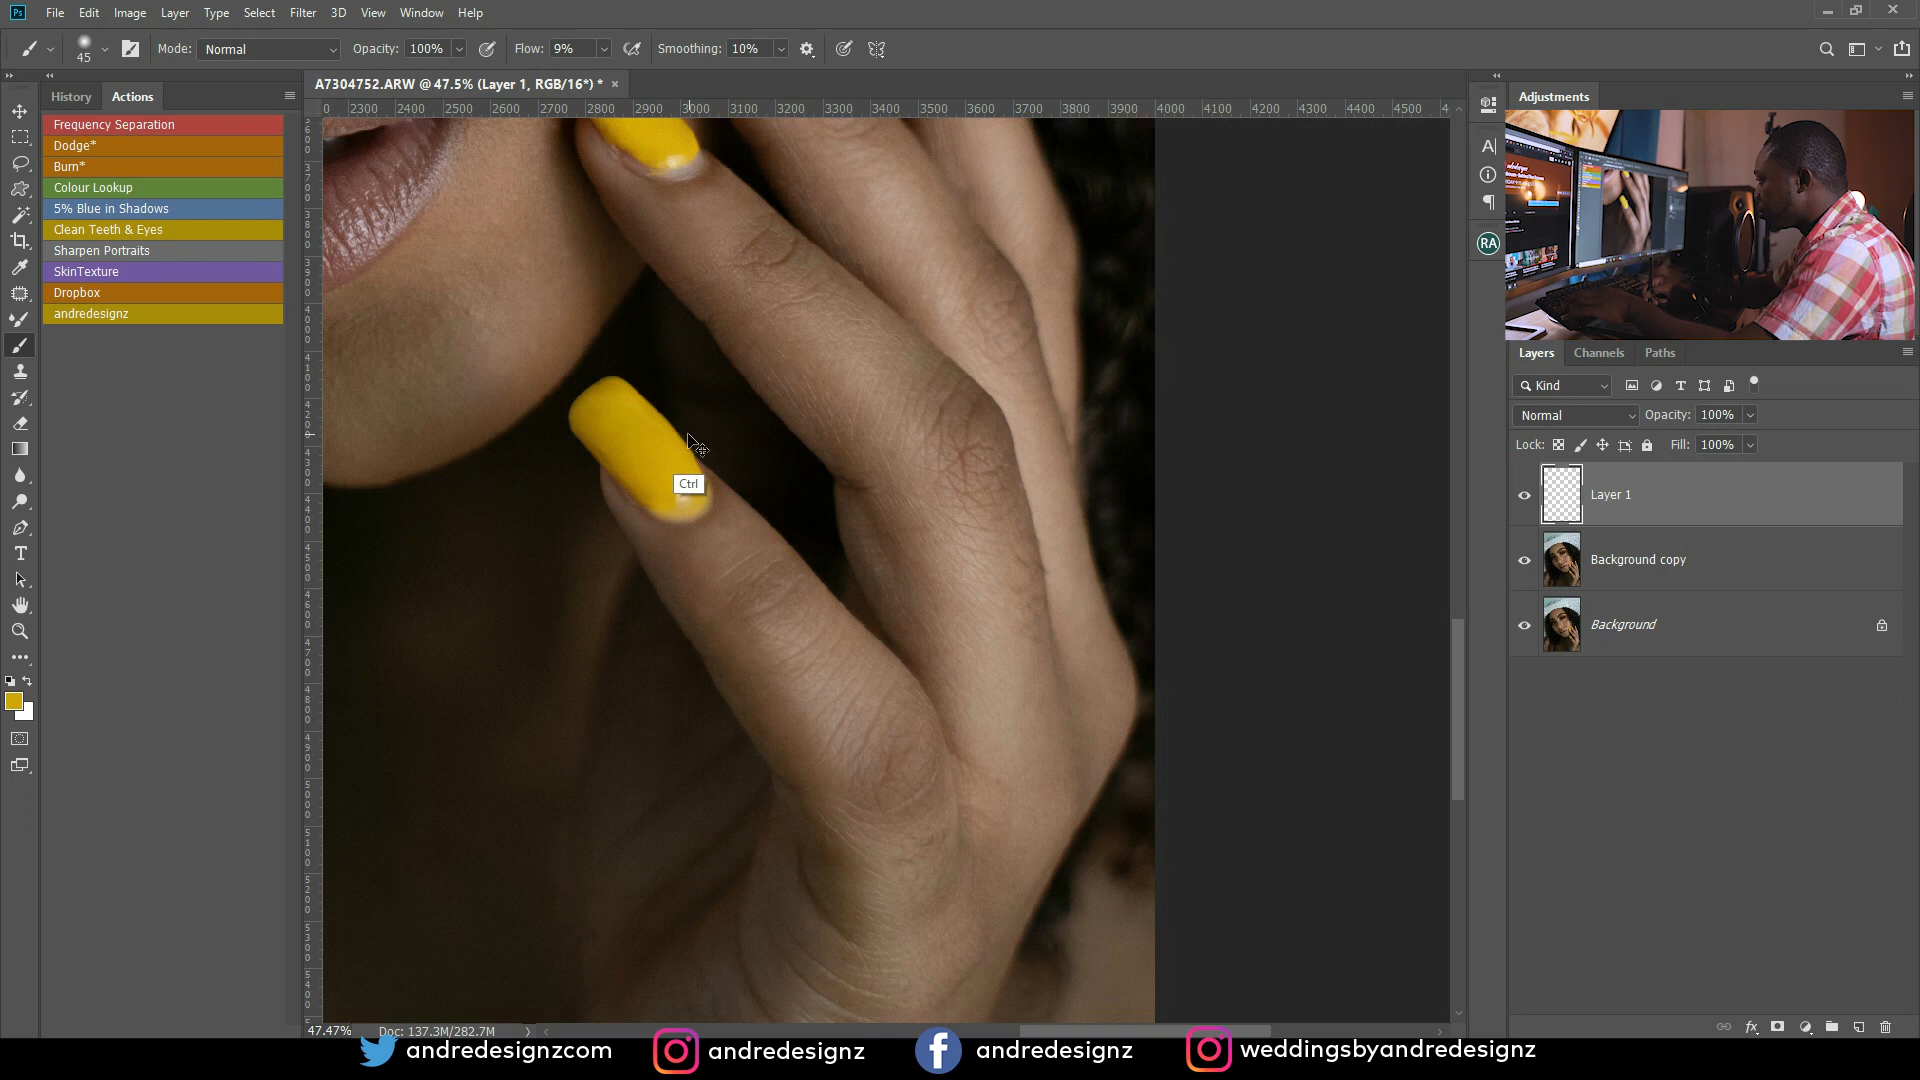 Ps File Edit Image Layer Type Select Filter 3D View Window Help
45 Mode: Normal Opacity: 100% Flow: 9% Smoothing: 10%
History Actions
A7304752.ARW @ 47.5% (Layer 1, RGB/16*) * ×
Adjustments
0 2300 2400 2500 2600 2700 2800 2900 3000 3100 3200 3300 3400 3500 3600 3700 3800 3900 4000 4100 4200 4300 4400 4500 4
Frequency Separation
Dodge*
Burn*
Colour Lookup
5% Blue in Shadows
Clean Teeth & Eyes
Sharpen Portraits
SkinTexture
Dropbox
andredesignz
A
RA
Ctrl
Layers Channels Paths
Kind
Normal Opacity: 100%
Lock: Fill: 100%
Layer 1
Background copy
Background
fx
47.47% Doc: 137.3M/282.7M
andredesignzcom andredesignz andredesignz weddingsbyandredesignz